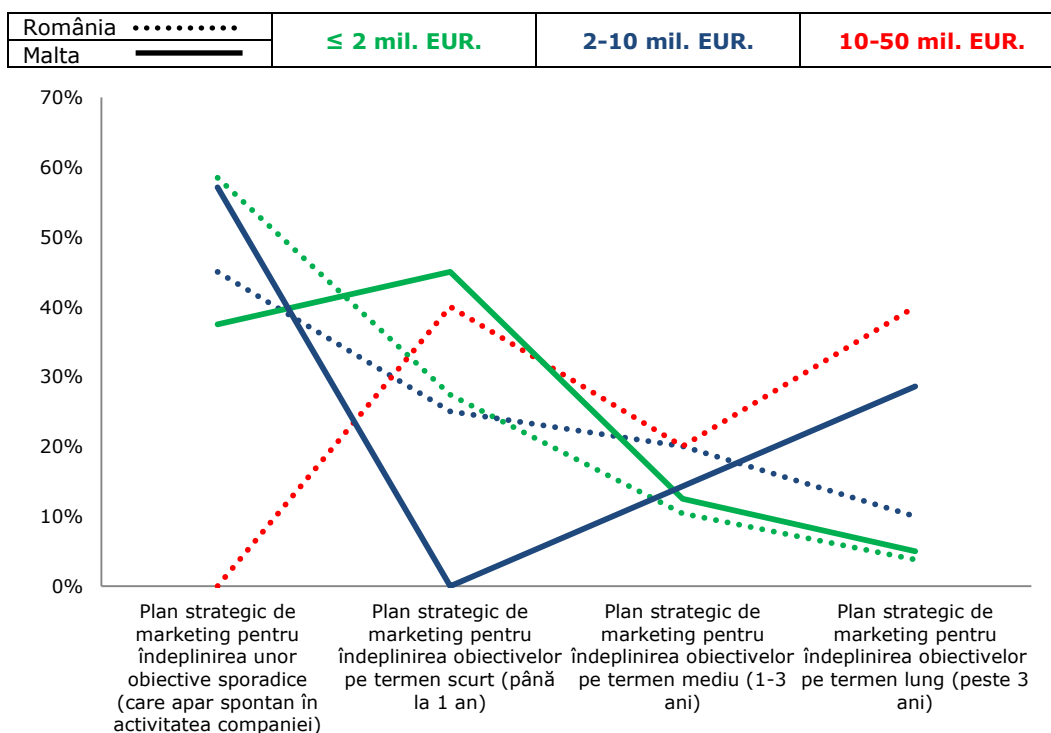 România
Malta
≤ 2 mil. EUR.
2-10 mil. EUR.
10-50 mil. EUR.
70%
60%
50%
40%
30%
20%
10%
0%
Plan strategic de
marketing pentru
îndeplinirea unor
obiective sporadice
(care apar spontan în
activitatea companiei)
Plan strategic de
marketing pentru
îndeplinirea obiectivelor
pe termen scurt (până
la 1 an)
Plan strategic de
marketing pentru
îndeplinirea obiectivelor
pe termen mediu (1-3
ani)
Plan strategic de
marketing pentru
îndeplinirea obiectivelor
pe termen lung (peste 3
ani)